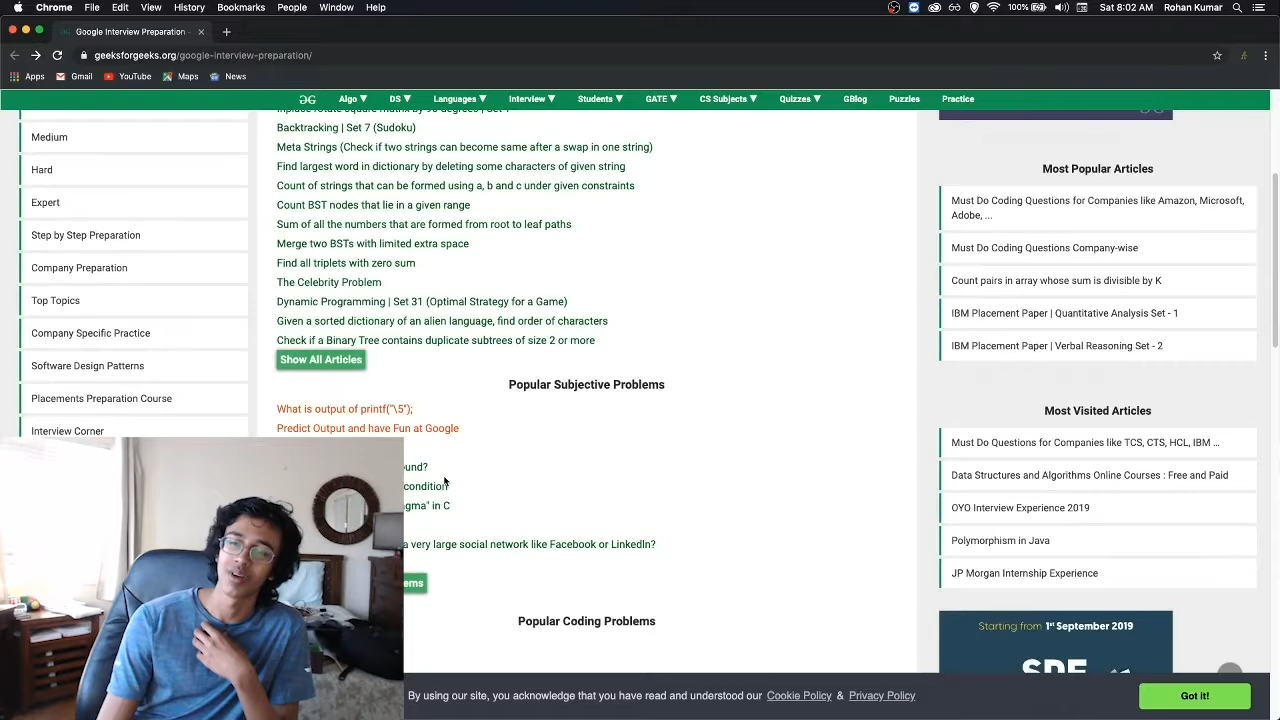 Chrome File Edit View History Bookmarks People Window Help
100% Sat 8:02 AM Rohan Kumar
Google Interview Preparation -
geeksforgeeks.org/google-interview-preparation/
Apps Gmail YouTube Maps News
Algo DS Languages Interview Students GATE CS Subjects Quizzes GBlog Puzzles Practice
Medium
Hard
Expert
Step by Step Preparation
Company Preparation
Top Topics
Company Specific Practice
Software Design Patterns
Placements Preparation Course
Interview Corner
Backtracking | Set 7 (Sudoku)
Meta Strings (Check if two strings can become same after a swap in one string)
Find largest word in dictionary by deleting some characters of given string
Count of strings that can be formed using a, b and c under given constraints
Count BST nodes that lie in a given range
Sum of all the numbers that are formed from root to leaf paths
Merge two BSTs with limited extra space
Find all triplets with zero sum
The Celebrity Problem
Dynamic Programming | Set 31 (Optimal Strategy for a Game)
Given a sorted dictionary of an alien language, find order of characters
Check if a Binary Tree contains duplicate subtrees of size 2 or more
Show All Articles
Popular Subjective Problems
What is output of printf("\5");
Predict Output and have Fun at Google
ound?
condition
gma" in C
a very large social network like Facebook or LinkedIn?
ems
Popular Coding Problems
Most Popular Articles
Must Do Coding Questions for Companies like Amazon, Microsoft,
Adobe, ...
Must Do Coding Questions Company-wise
Count pairs in array whose sum is divisible by K
IBM Placement Paper | Quantitative Analysis Set - 1
IBM Placement Paper | Verbal Reasoning Set - 2
Most Visited Articles
Must Do Questions for Companies like TCS, CTS, HCL, IBM ...
Data Structures and Algorithms Online Courses : Free and Paid
OYO Interview Experience 2019
Polymorphism in Java
JP Morgan Internship Experience
Starting from 1st September 2019
SDE
By using our site, you acknowledge that you have read and understood our Cookie Policy & Privacy Policy
Got it!